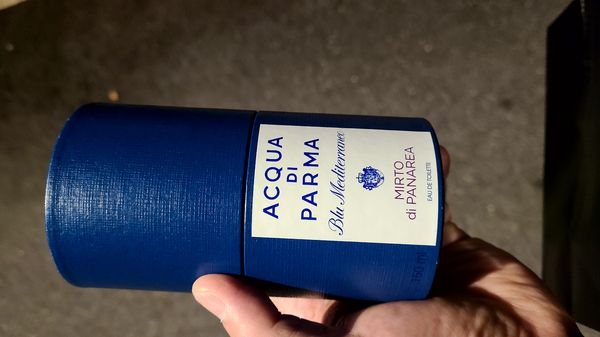 ACQUA
DI
PARMA
Blu Mediterraneo
MIRTO
di PANAREA
EAU DE TOILETTE
150 ml